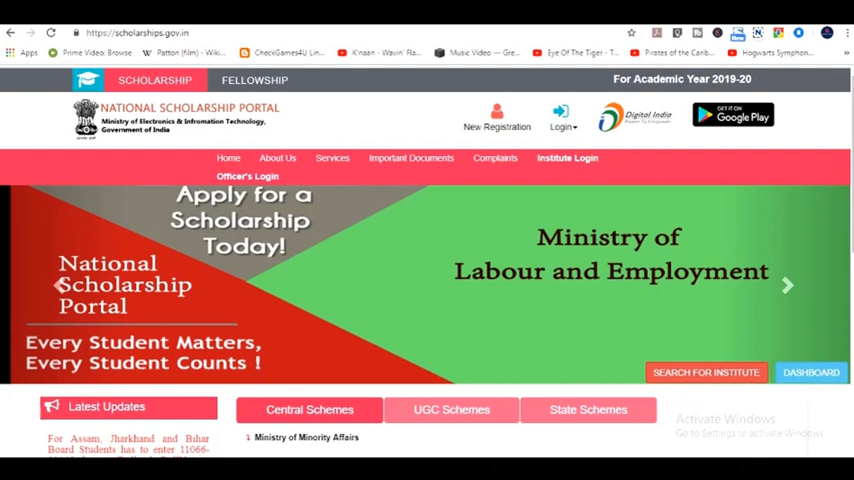 https://scholarships.gov.in
Apps Prime Video: Browse Patton (film) - Wiki... CheckGames4U Lin... K'naan - Wavin' Fla... Music Video — Gre... Eye Of The Tiger - T... Pirates of the Carib... Hogwarts Symphon...
SCHOLARSHIP FELLOWSHIP For Academic Year 2019-20
NATIONAL SCHOLARSHIP PORTAL
Ministry of Electronics & Infromation Technology,
Government of India
New Registration Login
Digital India
Power To Empower
GET IT ON
Google Play
Home About Us Services Important Documents Complaints Institute Login
Officer's Login
Apply for a
Scholarship
Today!
National
Scholarship
Portal
Every Student Matters,
Every Student Counts !
Ministry of
Labour and Employment
SEARCH FOR INSTITUTE DASHBOARD
Latest Updates
Central Schemes UGC Schemes State Schemes
Ministry of Minority Affairs
For Assam, Jharkhand and Bihar
Board Students has to enter 11066-
Activate Windows
Go to Settings to activate Windows